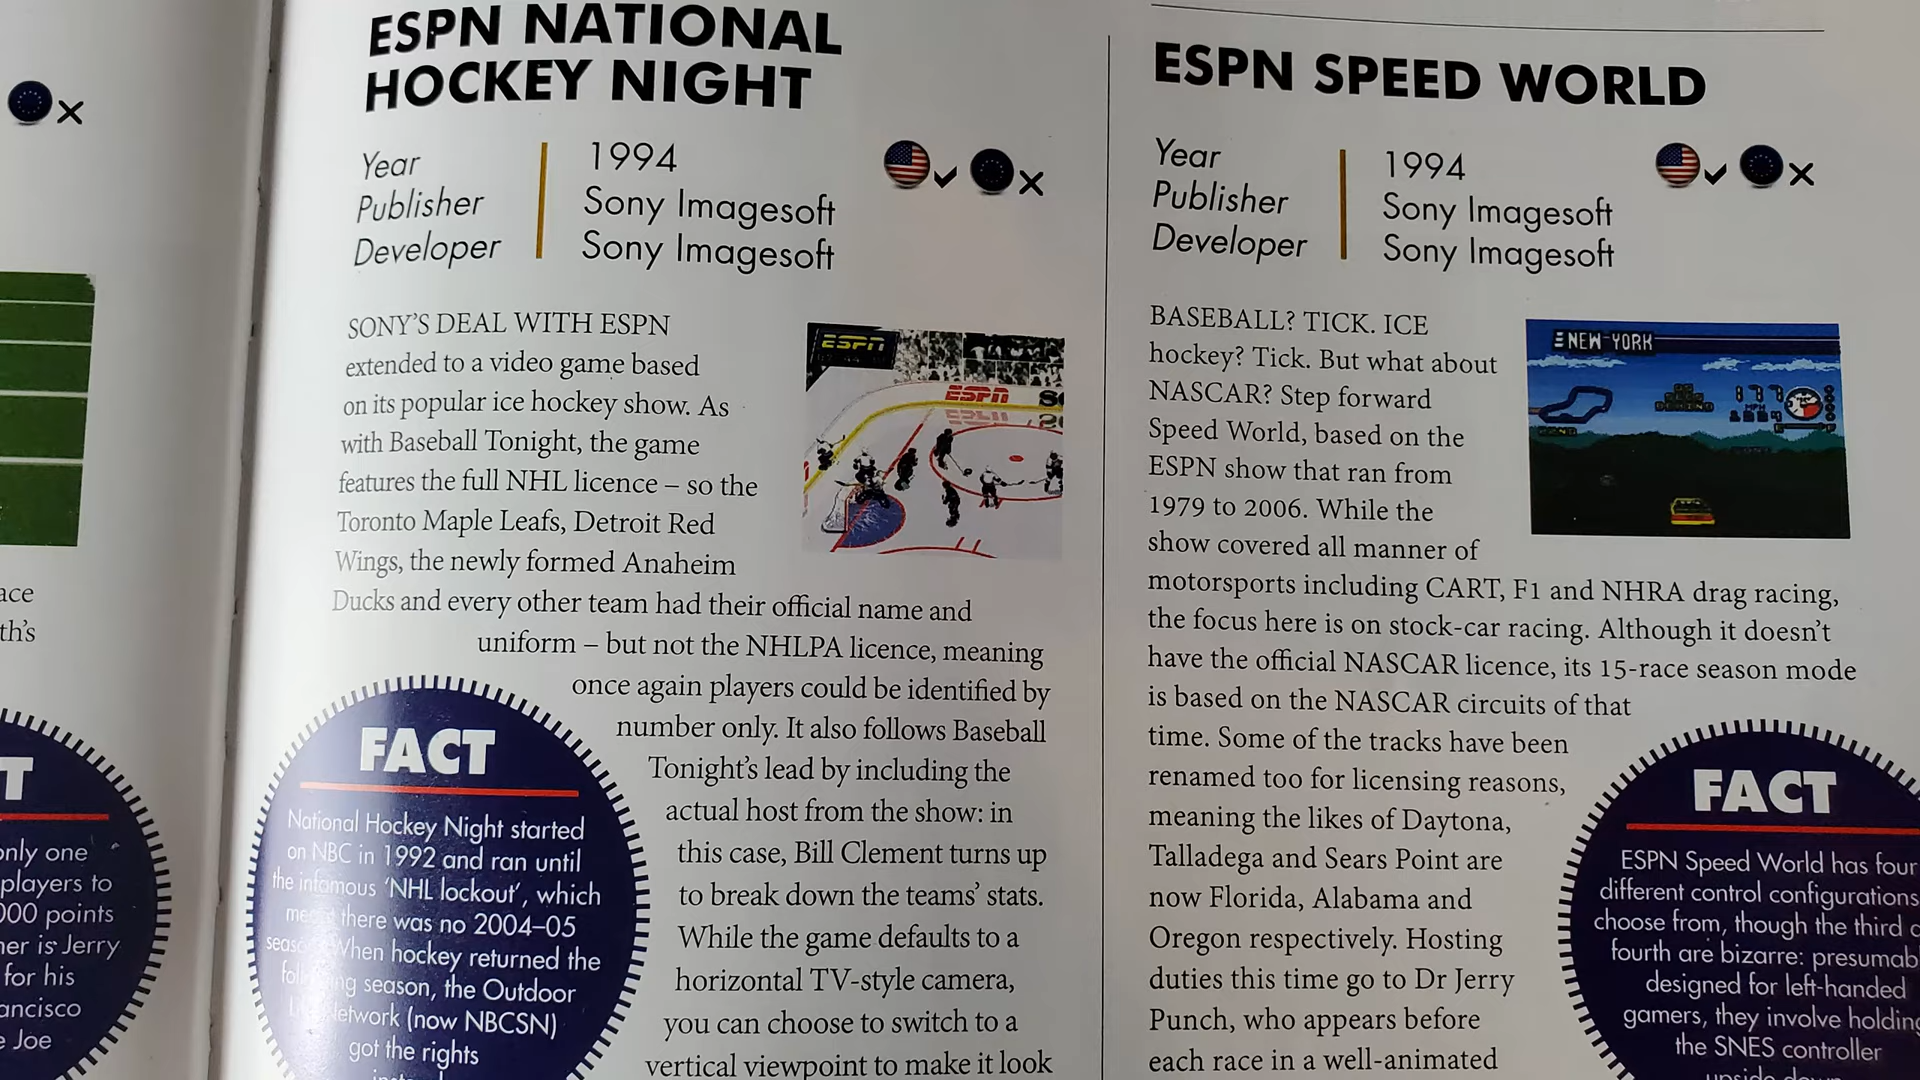 ESPN NATIONAL
HOCKEY NIGHT
Year 1994
Publisher Sony Imagesoft
Developer Sony Imagesoft
SONY'S DEAL WITH ESPN
extended to a video game based
on its popular ice hockey show. As
with Baseball Tonight, the game
features the full NHL licence – so the
Toronto Maple Leafs, Detroit Red
Wings, the newly formed Anaheim
Ducks and every other team had their official name and
uniform – but not the NHLPA licence, meaning
once again players could be identified by
number only. It also follows Baseball
Tonight's lead by including the
actual host from the show: in
this case, Bill Clement turns up
to break down the teams' stats.
While the game defaults to a
horizontal TV-style camera,
you can choose to switch to a
vertical viewpoint to make it look
ESPN
ESPN
FACT
National Hockey Night started
on NBC in 1992 and ran until
the infamous 'NHL lockout', which
there was no 2004–05
When hockey returned the
season, the Outdoor
Network (now NBCSN)
got the rights
ESPN SPEED WORLD
Year 1994
Publisher Sony Imagesoft
Developer Sony Imagesoft
BASEBALL? TICK. ICE
hockey? Tick. But what about
NASCAR? Step forward
Speed World, based on the
ESPN show that ran from
1979 to 2006. While the
show covered all manner of
motorsports including CART, F1 and NHRA drag racing,
the focus here is on stock-car racing. Although it doesn't
have the official NASCAR licence, its 15-race season mode
is based on the NASCAR circuits of that
time. Some of the tracks have been
renamed too for licensing reasons,
meaning the likes of Daytona,
Talladega and Sears Point are
now Florida, Alabama and
Oregon respectively. Hosting
duties this time go to Dr Jerry
Punch, who appears before
each race in a well-animated
NEW-YORK
177
FACT
ESPN Speed World has four
different control configurations
choose from, though the third
fourth are bizarre: presumab
designed for left-handed
gamers, they involve holding
the SNES controller
ace
th's
T
only one
players to
000 points
ner is Jerry
for his
ancisco
e Joe